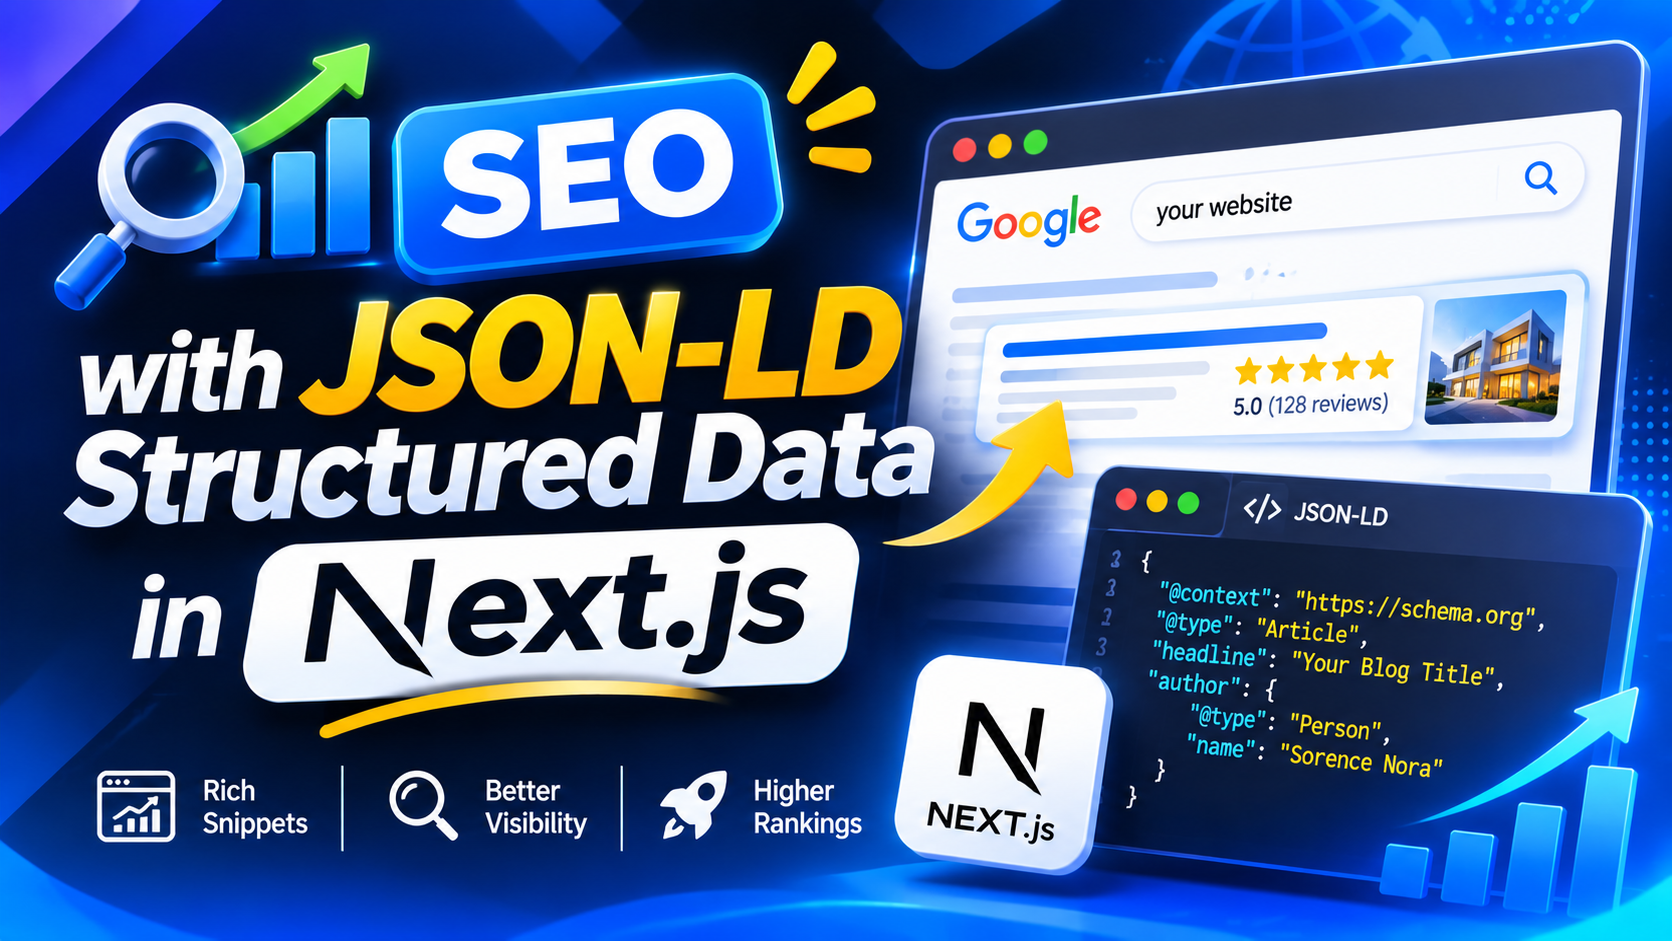 SEO
with JSON-LD
Structured Data
in Next.js
Rich
Snippets
Better
Visibility
Higher
Rankings
Google
your website
5.0 (128 reviews)
</> JSON-LD
{
"@context": "https://schema.org",
"@type": "Article",
"headline": "Your Blog Title",
"author": {
"@type": "Person",
"name": "Sorence Nora"
}
}
N
NEXT.js